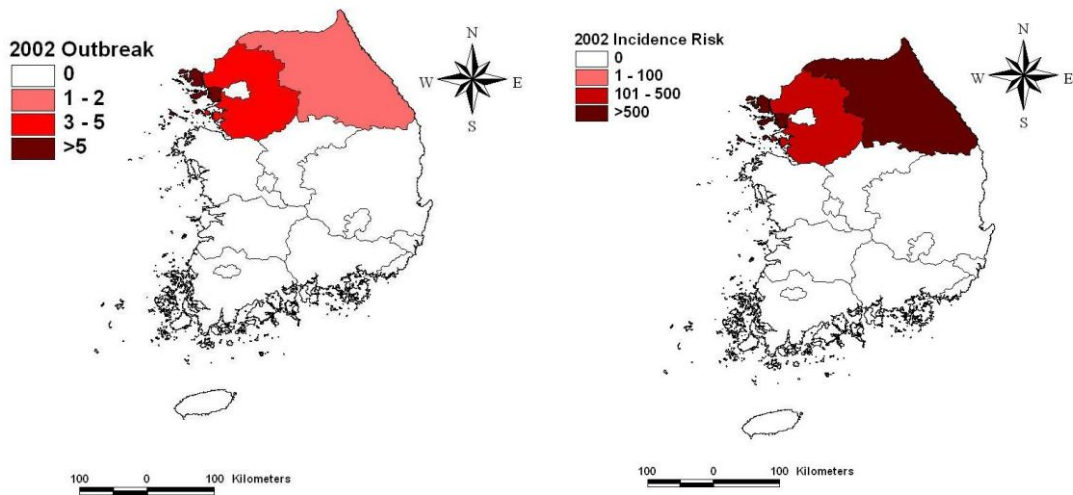 2002 Outbreak
0
1 - 2
3 - 5
>5
N
W E
S
100 0 100 Kilometers
2002 Incidence Risk
0
1 - 100
101 - 500
>500
N
W E
S
100 0 100 Kilometers